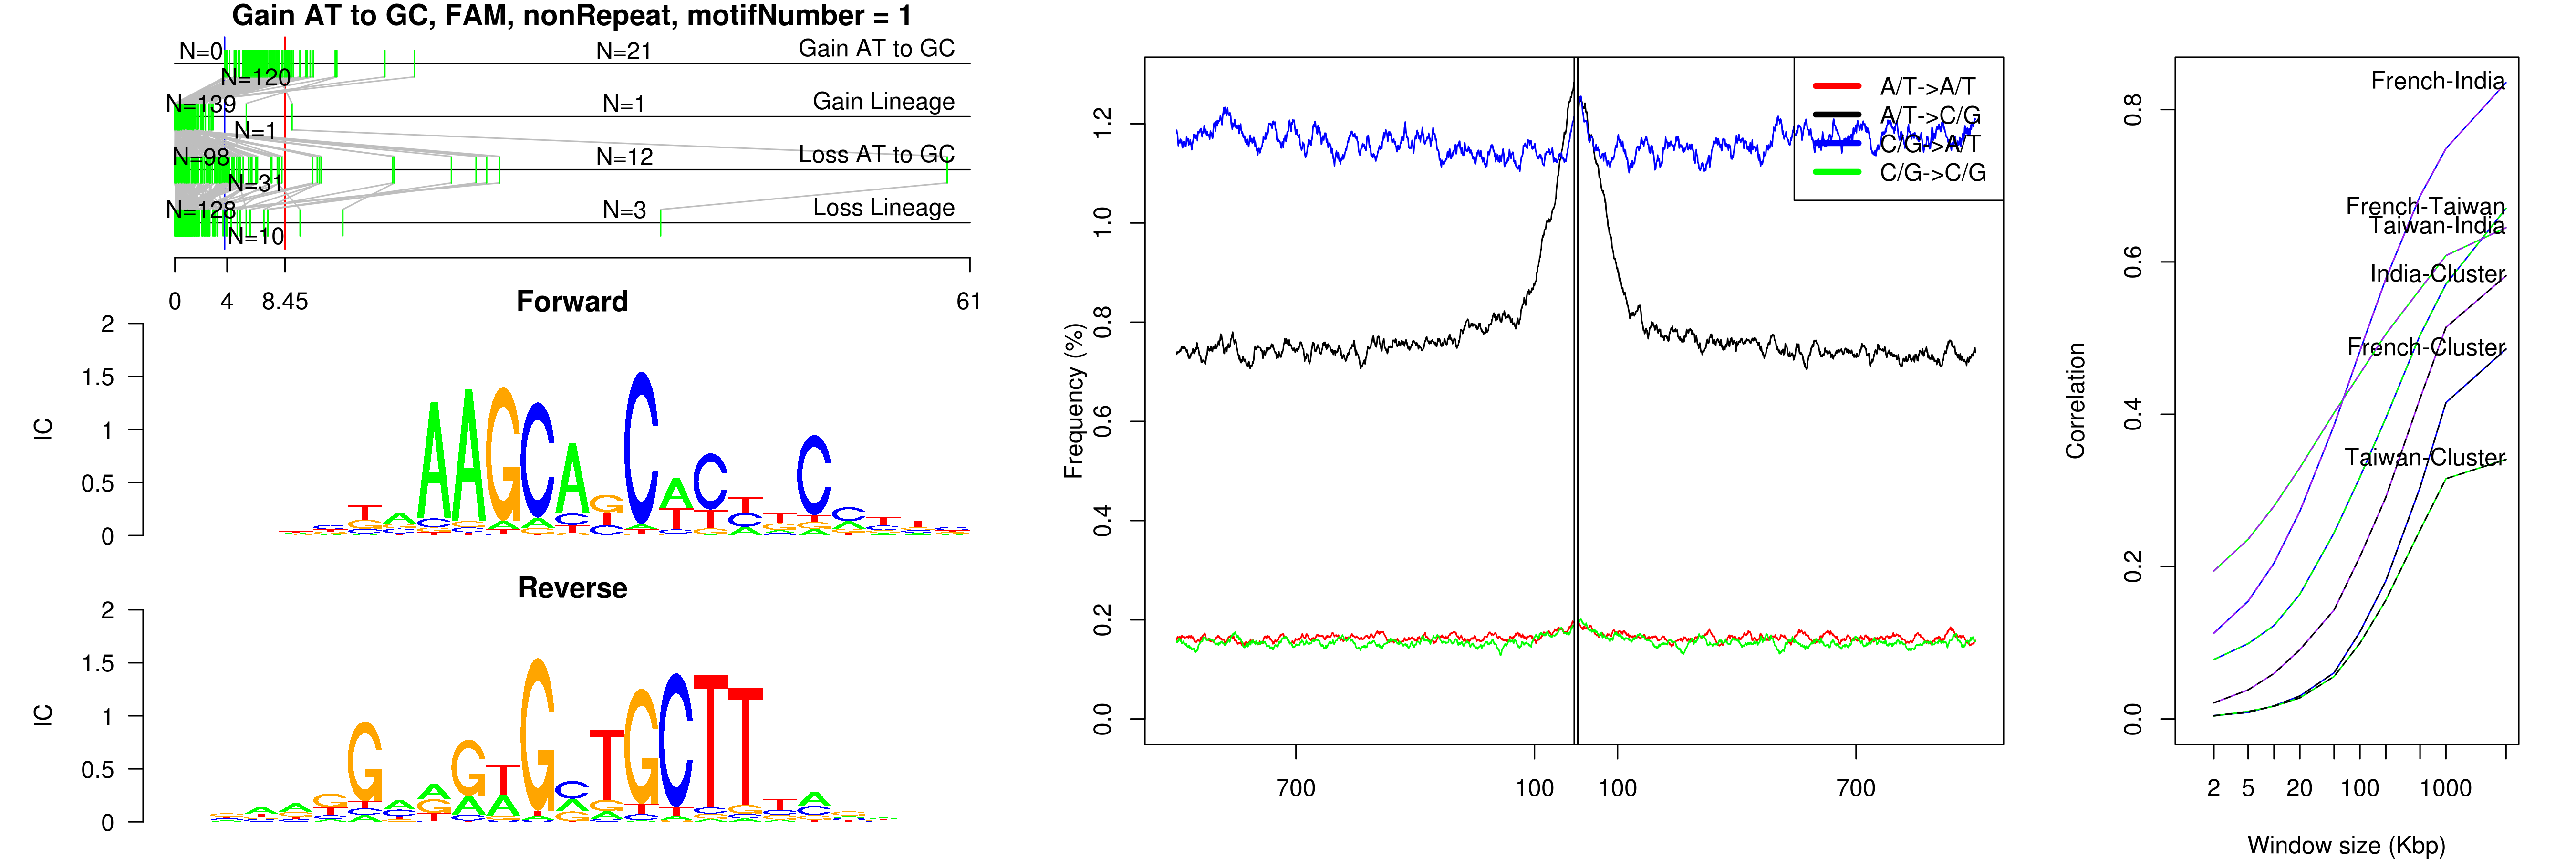 Gain AT to GC, FAM, nonRepeat, motifNumber = 1
N=0
N=21
Gain AT to GC
N=120
N=139
N=1
Gain Lineage
N=1
N=98
N=12
Loss AT to GC
N=31
N=128
N=3
Loss Lineage
N=10
0 4 8.45 61
Forward
IC
2
1.5
1
0.5
0
AAGCAGCACTTC
Reverse
IC
2
1.5
1
0.5
0
GAGTGCTGCTT
Frequency (%)
1.2
1.0
0.8
0.6
0.4
0.2
0.0
A/T->A/T
A/T->C/G
C/G->A/T
C/G->C/G
700 100 100 700
Correlation
0.8
0.6
0.4
0.2
0.0
French-India
French-Taiwan
Taiwan-India
India-Cluster
French-Cluster
Taiwan-Cluster
2 5 20 100 1000
Window size (Kbp)